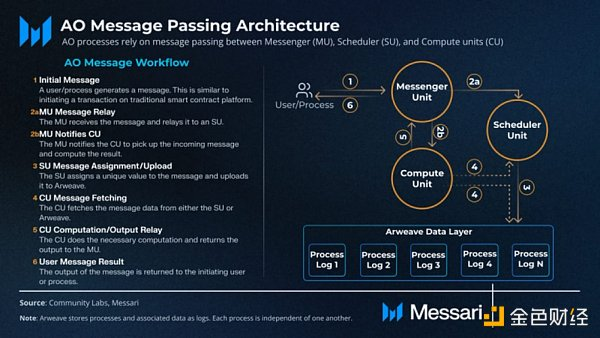 AO Message Passing Architecture
AO processes rely on message passing between Messenger (MU), Scheduler (SU), and Compute units (CU)
AO Message Workflow
1 Initial Message
A user/process generates a message. This is similar to
initiating a transaction on traditional smart contract platform.
2a MU Message Relay
The MU receives the message and relays it to an SU.
2b MU Notifies CU
The MU notifies the CU to pick up the incoming message
and compute the result.
3 SU Message Assignment/Upload
The SU assigns a unique value to the message and uploads
it to Arweave.
4 CU Message Fetching
The CU fetches the message data from either the SU or
Arweave.
5 CU Computation/Output Relay
The CU does the necessary computation and returns the
output to the MU.
6 User Message Result
The output of the message is returned to the initiating user
or process.
User/Process
1
6
Messenger
Unit
2a
Scheduler
Unit
5
2b
Compute
Unit
4
4
3
Arweave Data Layer
Process
Log 1
Process
Log 2
Process
Log 3
Process
Log 4
Process
Log N
Source: Community Labs, Messari
Note: Arweave stores processes and associated data as logs. Each process is independent of one another.
Messari
金色财经